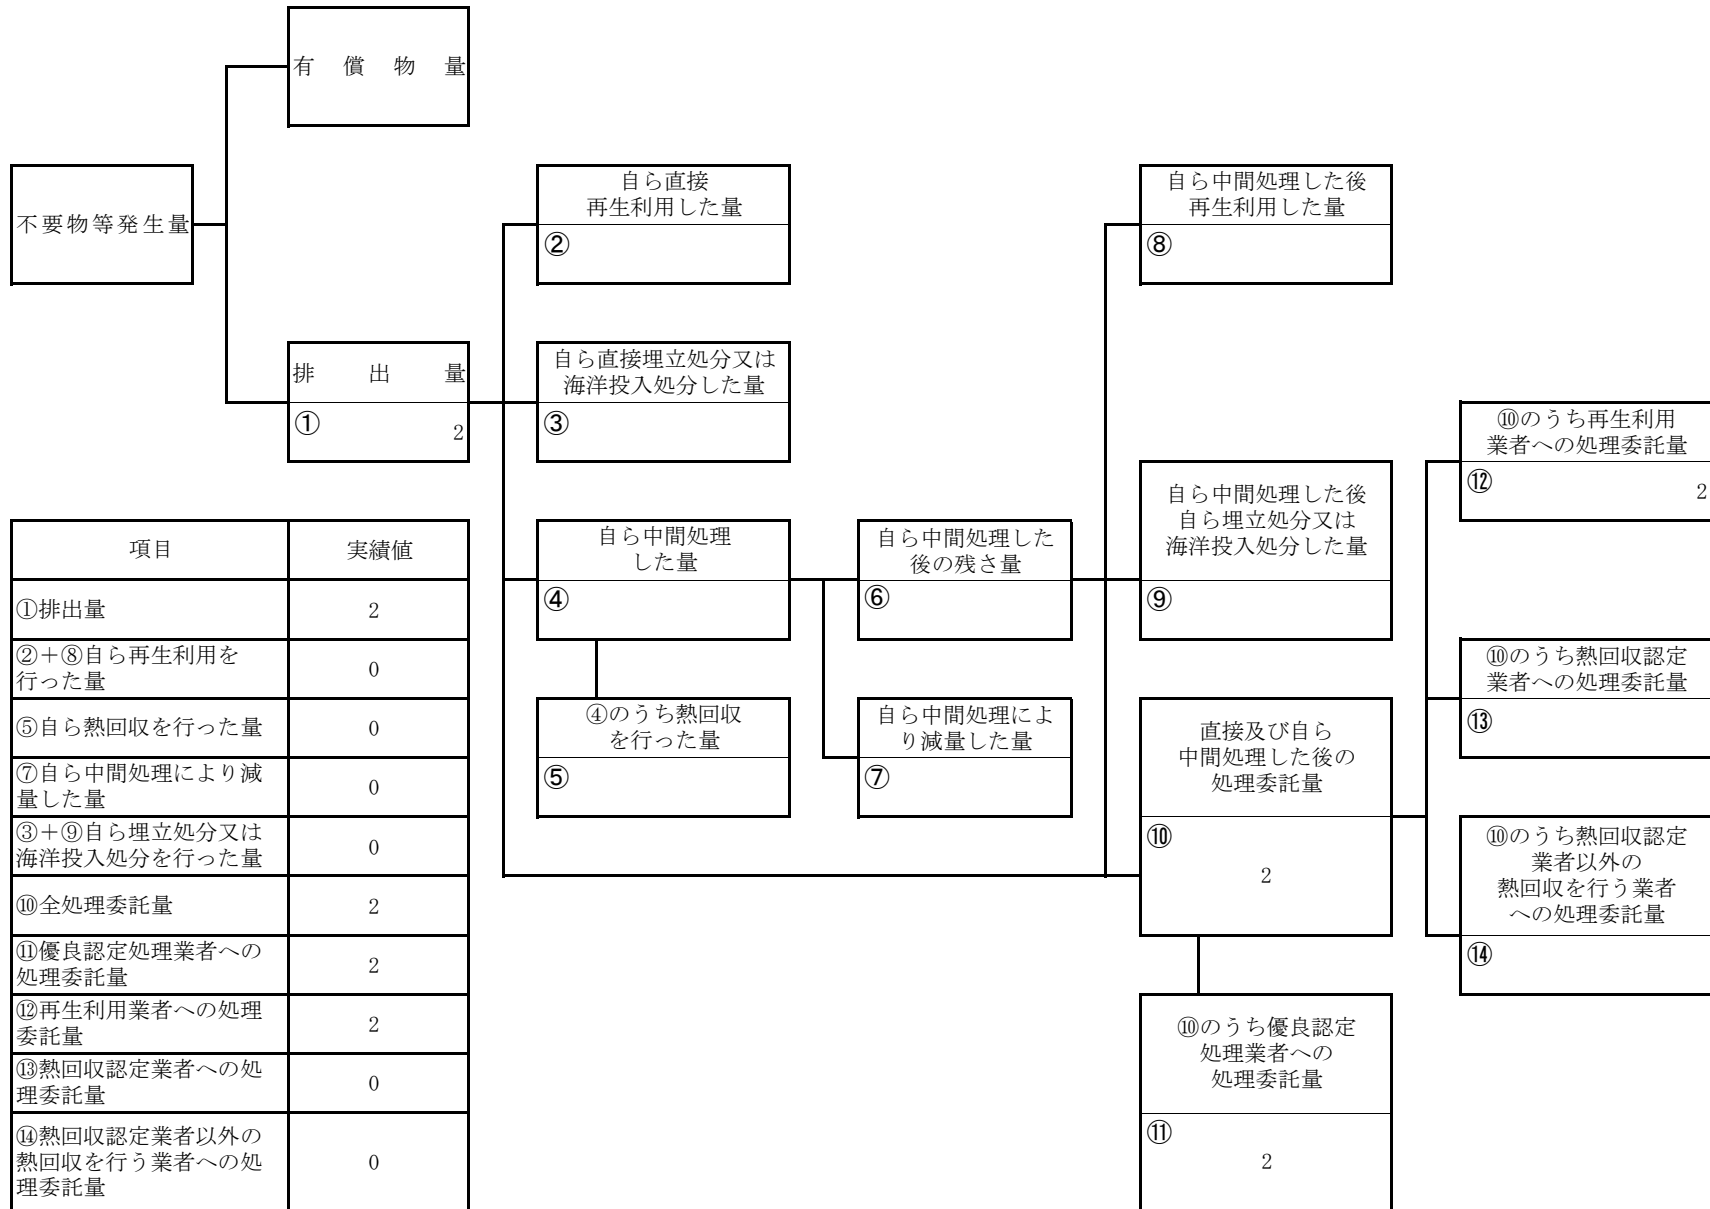 有償物量
不要物等発生量
自ら直接
再生利用した量
②
自ら中間処理した後
再生利用した量
⑧
排出量
①
2
自ら直接埋立処分又は
海洋投入処分した量
③
⑩のうち再生利用
業者への処理委託量
⑫
2
自ら中間処理
した量
④
自ら中間処理した
後の残さ量
⑥
自ら中間処理した後
自ら埋立処分又は
海洋投入処分した量
⑨
⑩のうち熱回収認定
業者への処理委託量
⑬
④のうち熱回収
を行った量
⑤
自ら中間処理によ
り減量した量
⑦
直接及び自ら
中間処理した後の
処理委託量
⑩
2
⑩のうち熱回収認定
業者以外の
熱回収を行う業者
への処理委託量
⑭
⑩のうち優良認定
処理業者への
処理委託量
⑪
2
項目 実績値
①排出量 2
②+⑧自ら再生利用を
行った量 0
⑤自ら熱回収を行った量 0
⑦自ら中間処理により減
量した量 0
③+⑨自ら埋立処分又は
海洋投入処分を行った量 0
⑩全処理委託量 2
⑪優良認定処理業者への
処理委託量 2
⑫再生利用業者への処理
委託量 2
⑬熱回収認定業者への処
理委託量 0
⑭熱回収認定業者以外の
熱回収を行う業者への処
理委託量 0